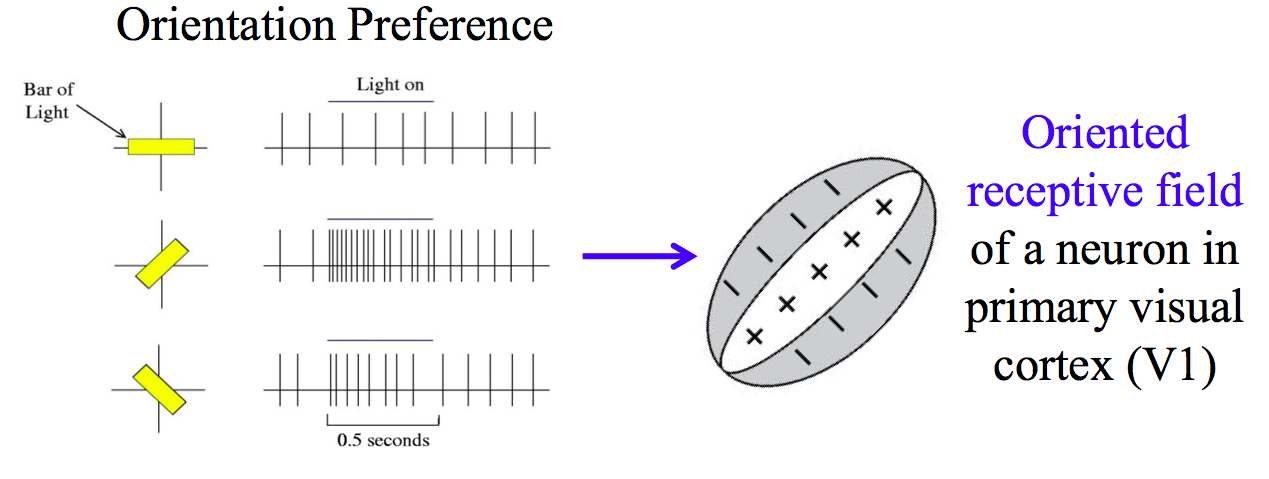 Orientation Preference
Bar of
Light
Light on
0.5 seconds
Oriented
receptive field
of a neuron in
primary visual
cortex (V1)